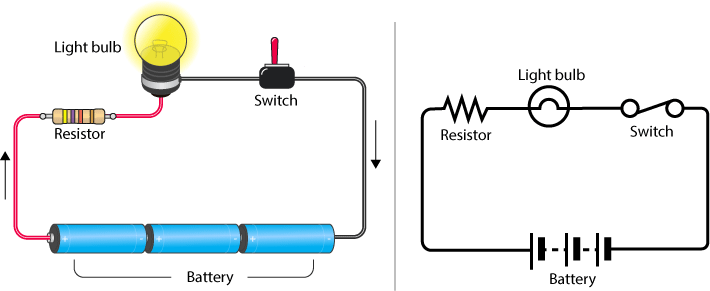 Light bulb
Switch
Resistor
Battery
Light bulb
Resistor
Switch
Battery